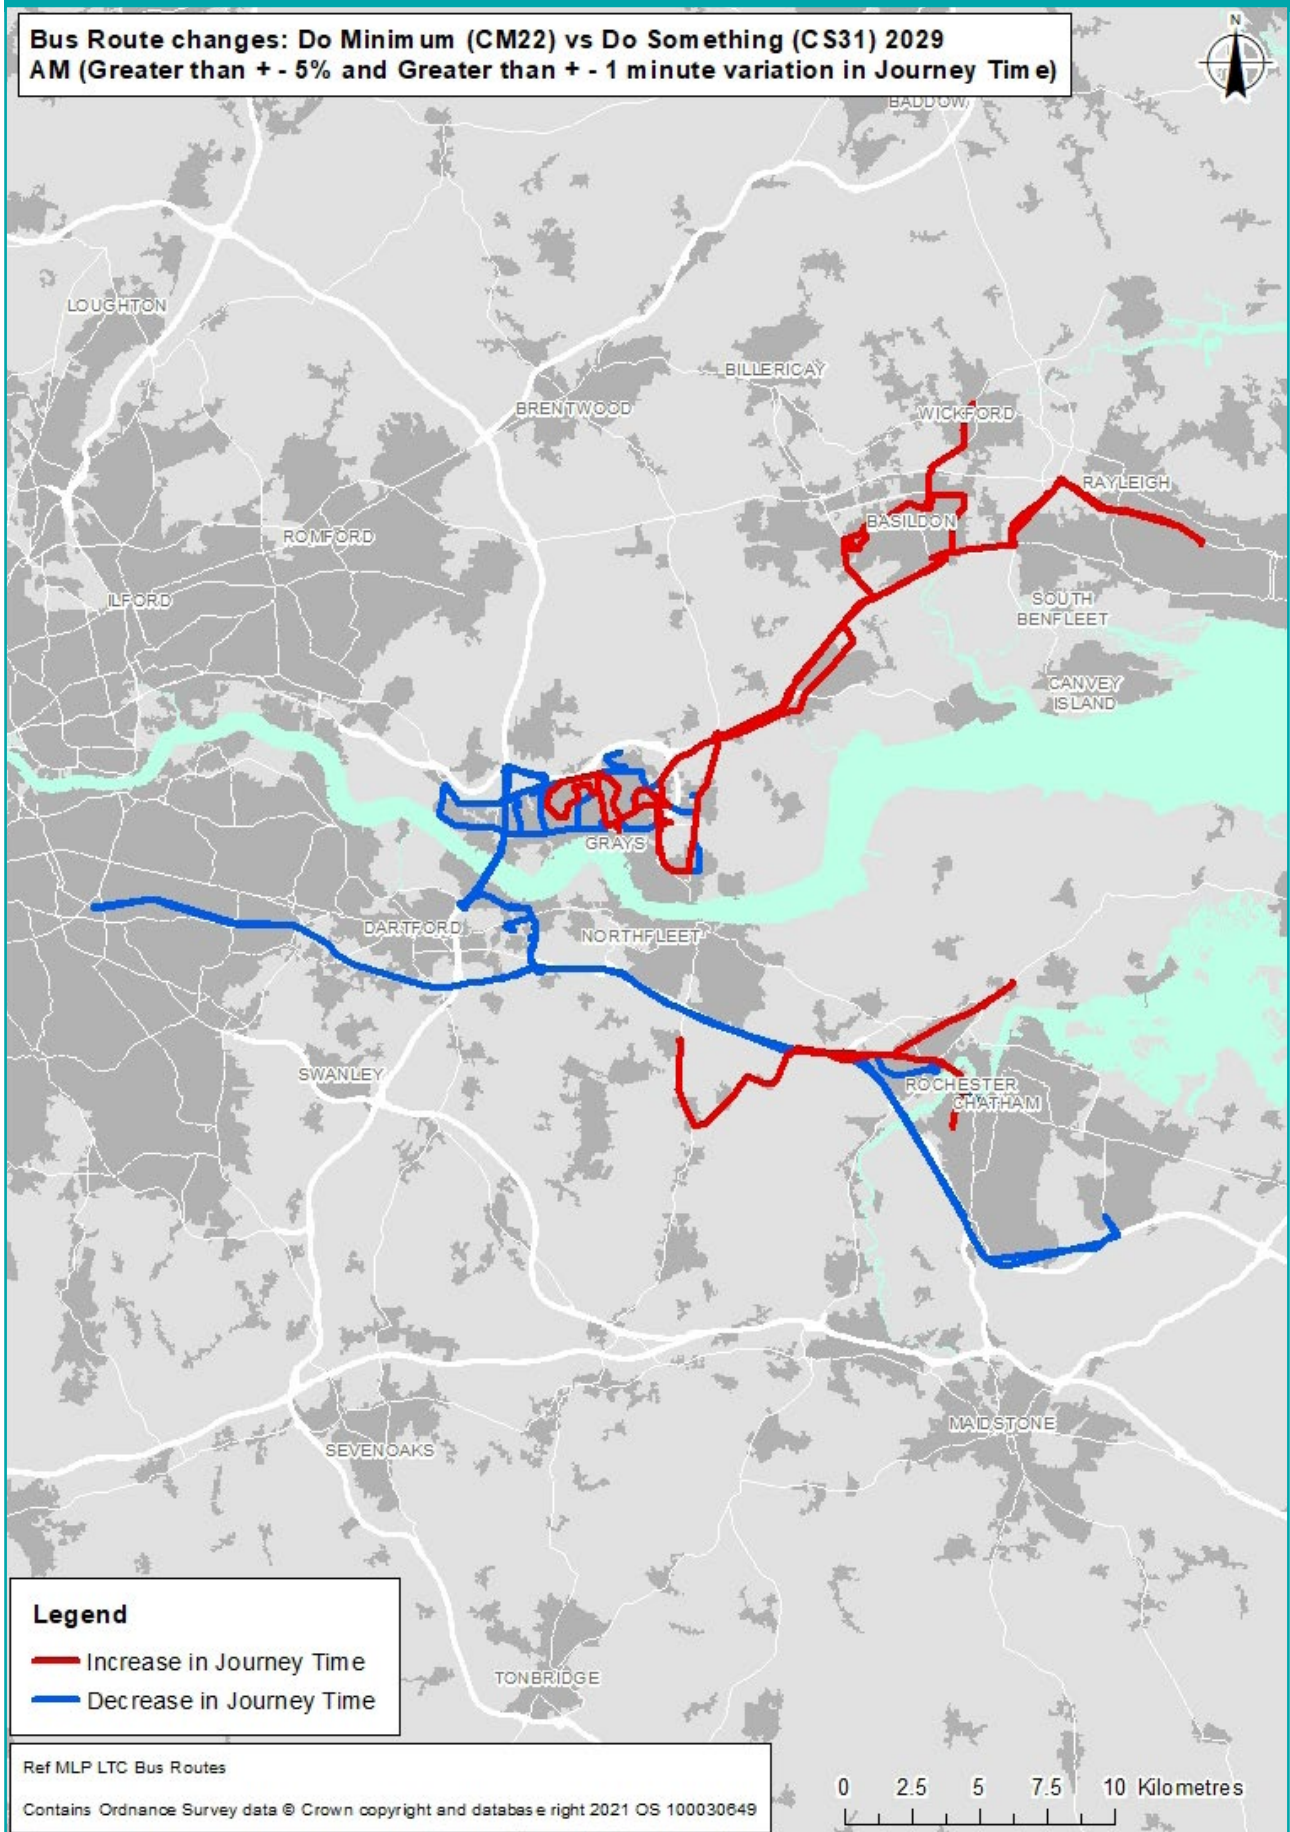 Bus Route changes: Do Minimum (CM22) vs Do Something (CS31) 2029
AM (Greater than + - 5% and Greater than + - 1 minute variation in Journey Time)
N
BADDOW
LOUGHTON
BILLERICAY
BRENTWOOD
WICKFORD
RAYLEIGH
BASILDON
ROMFORD
ILFORD
SOUTH
BENFLEET
CANVEY
ISLAND
GRAYS
DARTFORD
NORTHFLEET
SWANLEY
ROCHESTER
CHATHAM
MAIDSTONE
SEVENOAKS
TONBRIDGE
Legend
Increase in Journey Time
Decrease in Journey Time
Ref MLP LTC Bus Routes
Contains Ordnance Survey data © Crown copyright and database right 2021 OS 100030649
0 2.5 5 7.5 10 Kilometres